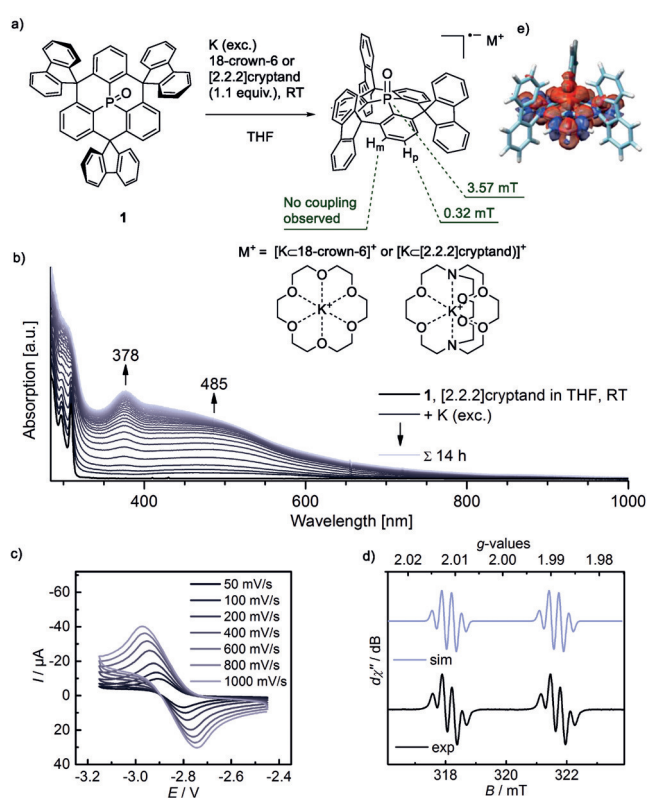 a)
K (exc.)
18-crown-6 or
[2.2.2]cryptand
(1.1 equiv.), RT
THF
P
O
1
•–
M+
O
P
Hm
Hp
e)
3.57 mT
0.32 mT
No coupling
observed
M+ = [K⊂18-crown-6]+ or [K⊂[2.2.2]cryptand)]+
O
O O
K+
O O
O
N
O O
O K+ O
O O
N
b)
Absorption [a.u.]
378
485
1, [2.2.2]cryptand in THF, RT
+ K (exc.)
Σ 14 h
400 600 800 1000
Wavelength [nm]
c)
I / µA
-60
-40
-20
0
20
40
50 mV/s
100 mV/s
200 mV/s
400 mV/s
600 mV/s
800 mV/s
1000 mV/s
-3.2 -3.0 -2.8 -2.6 -2.4
E / V
d)
g-values
2.02 2.01 2.00 1.99 1.98
dχ″ / dB
sim
exp
318 320 322
B / mT